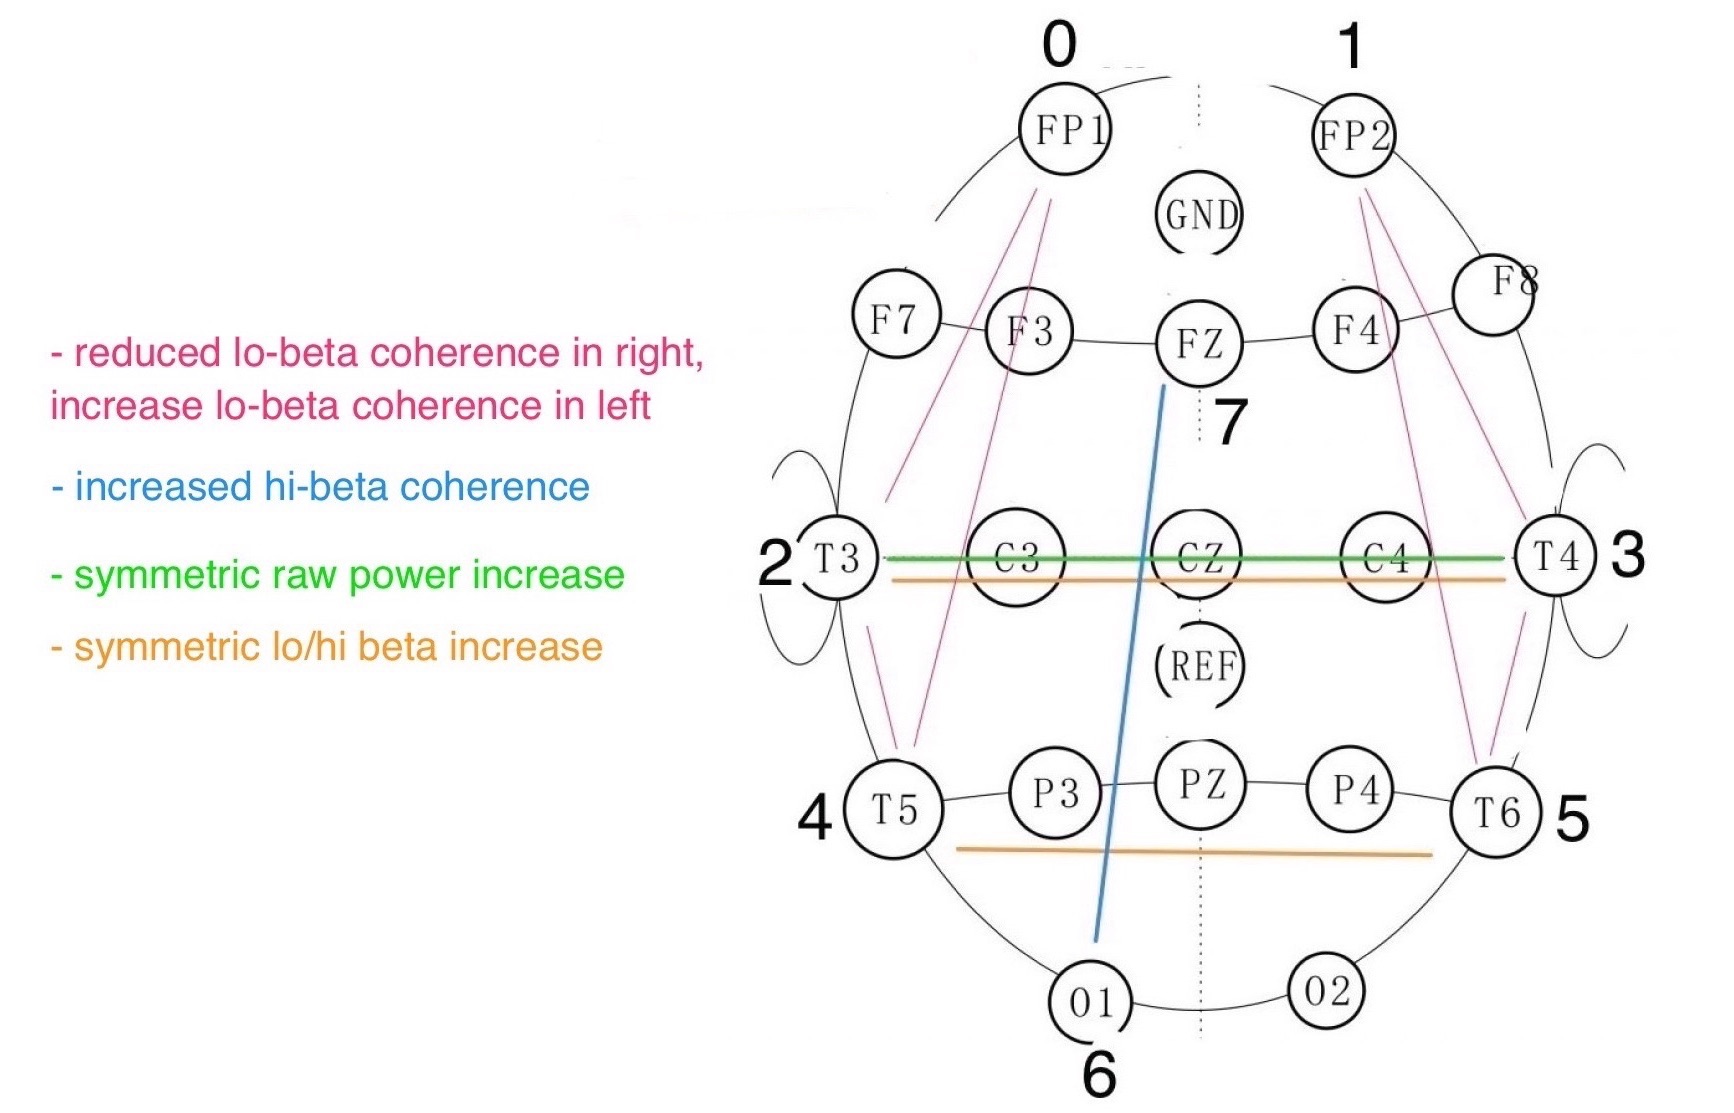 0 1
FP1 FP2
GND
F7 F3 FZ F4 F8
- reduced lo-beta coherence in right,
increase lo-beta coherence in left
7
- increased hi-beta coherence
2 T3 C3 CZ C4 T4 3
- symmetric raw power increase
- symmetric lo/hi beta increase
(REF
4 T5 P3 PZ P4 T6 5
O1 O2
6